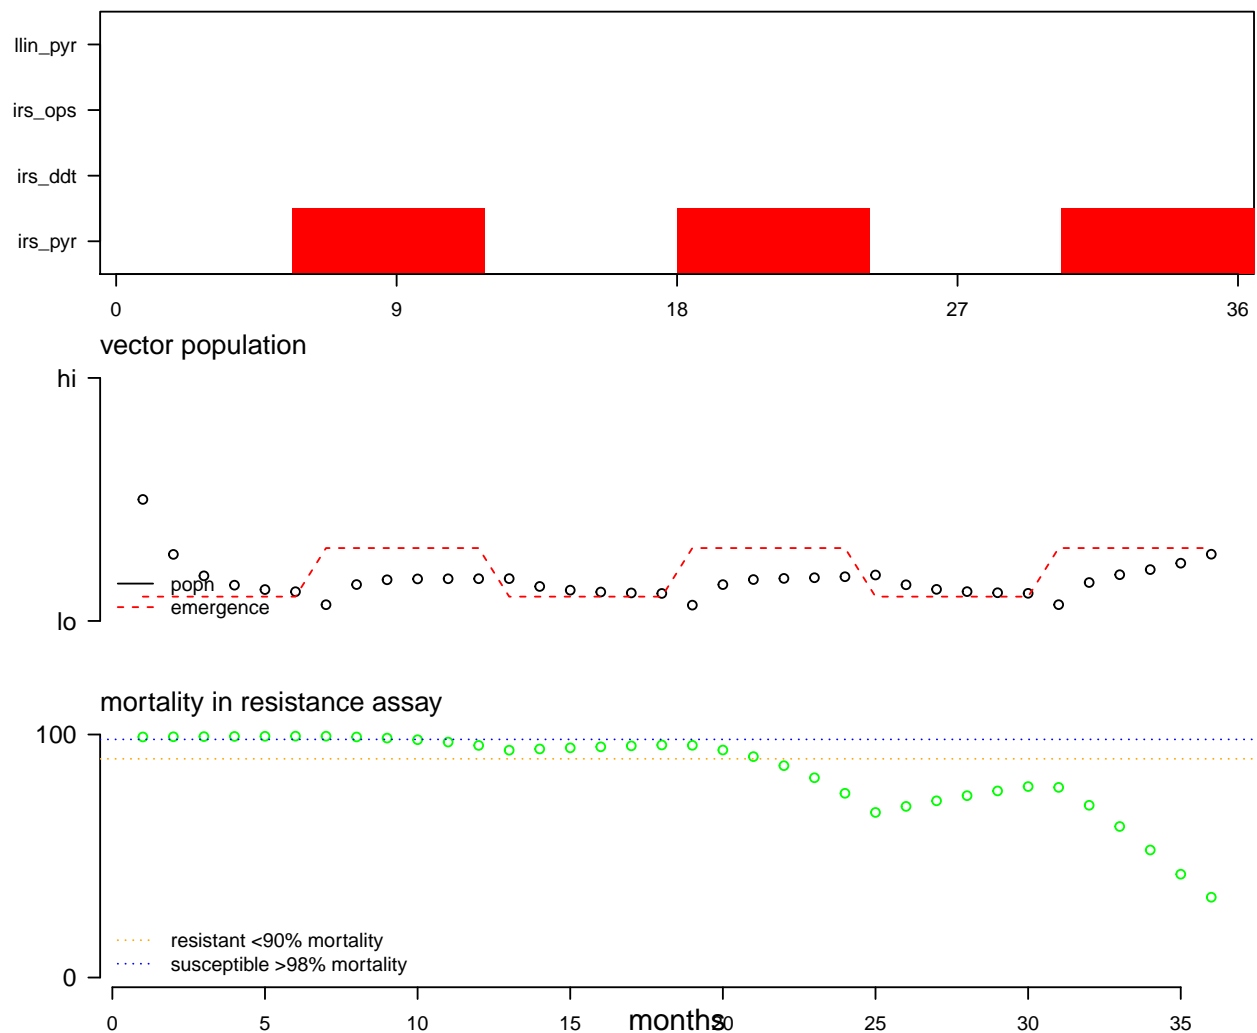 llin_pyr
irs_ops
irs_ddt
irs_pyr
0 9 18 27 36
vector population
hi
popn
emergence
lo
mortality in resistance assay
100
resistant <90% mortality
susceptible >98% mortality
0
0 5 10 15 20 25 30 35
months